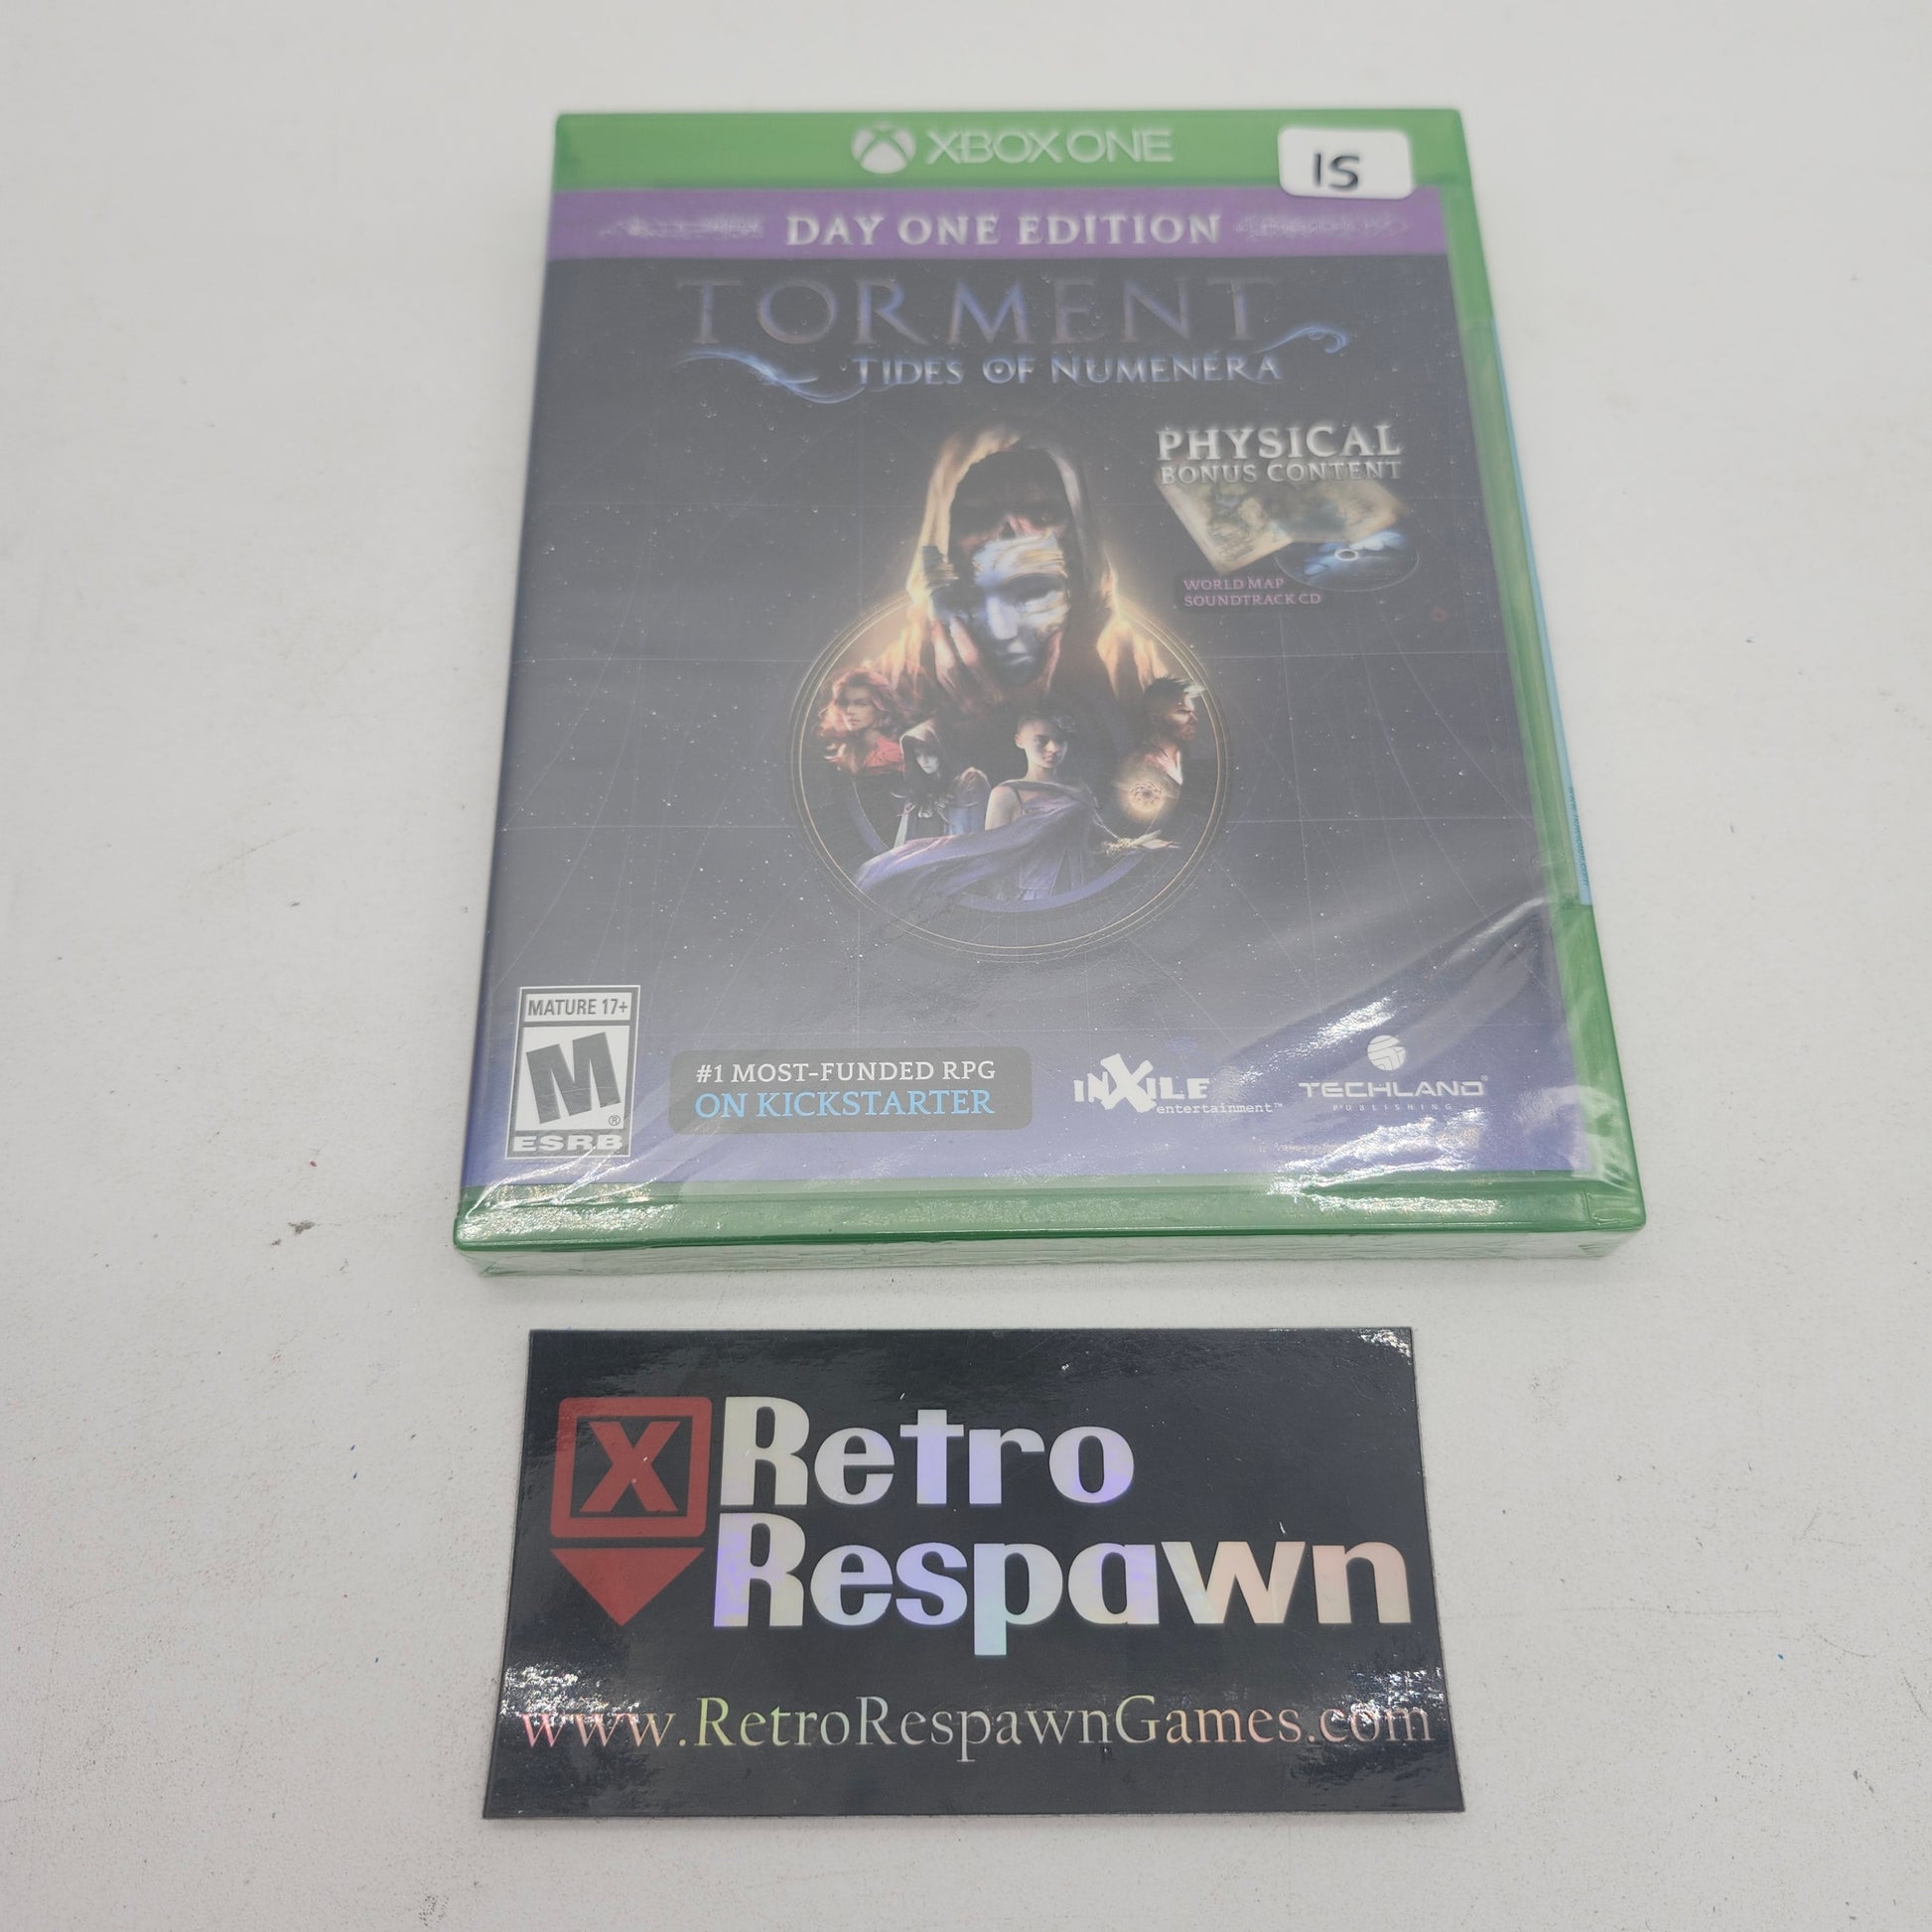 XBOX ONE
15
DAY ONE EDITION
TORMENT
TIDES OF NUMENERA
PHYSICAL
BONUS CONTENT
WORLD MAP
SOUNDTRACK CD
MATURE 17+
M
ESRB
#1 MOST-FUNDED RPG
ON KICKSTARTER
INXILE
entertainment™
TECHLAND®
PUBLISHING
X Retro
Respawn
www.RetroRespawnGames.com